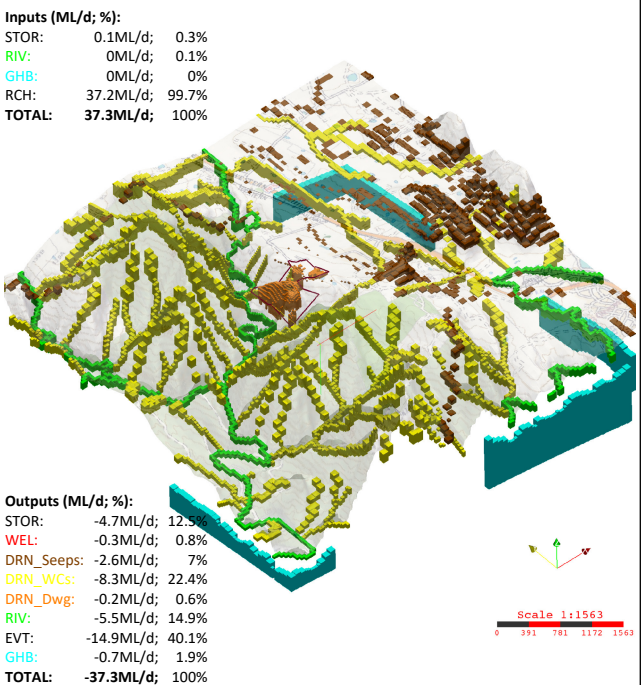 Inputs (ML/d; %):
STOR: 0.1ML/d; 0.3%
RIV: 0ML/d; 0.1%
GHB: 0ML/d; 0%
RCH: 37.2ML/d; 99.7%
TOTAL: 37.3ML/d; 100%
Outputs (ML/d; %):
STOR: -4.7ML/d; 12.5%
WEL: -0.3ML/d; 0.8%
DRN_Seeps: -2.6ML/d; 7%
DRN_WCs: -8.3ML/d; 22.4%
DRN_Dwg: -0.2ML/d; 0.6%
RIV: -5.5ML/d; 14.9%
EVT: -14.9ML/d; 40.1%
GHB: -0.7ML/d; 1.9%
TOTAL: -37.3ML/d; 100%
Scale 1:1563
0 391 781 1172 1563